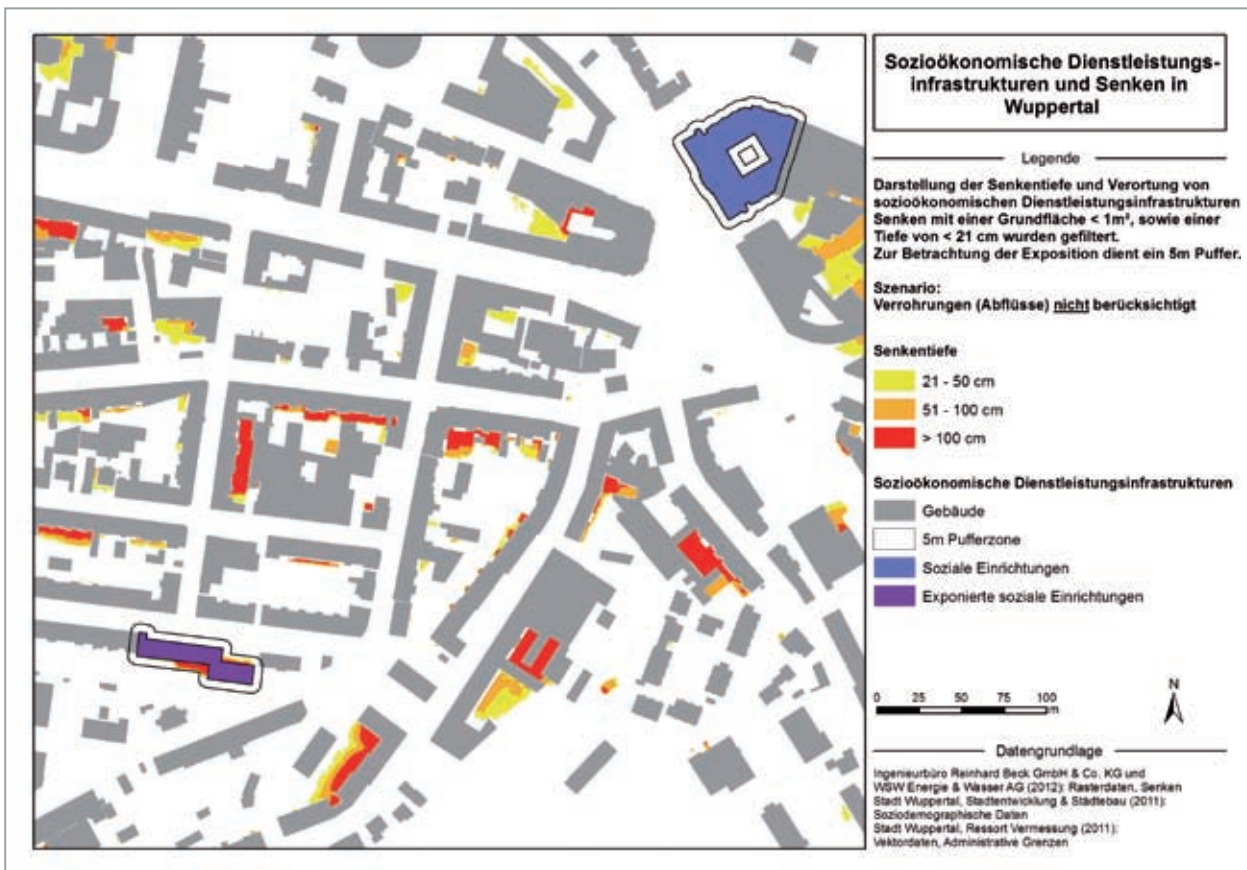 Sozioökonomische Dienstleistungs-
infrastrukturen und Senken in
Wuppertal
Legende
Darstellung der Senkentiefe und Verortung von
sozioökonomischen Dienstleistungsinfrastrukturen
Senken mit einer Grundfläche < 1m², sowie einer
Tiefe von < 21 cm wurden gefiltert.
Zur Betrachtung der Exposition dient ein 5m Puffer.
Szenario:
Verrohrungen (Abflüsse) nicht berücksichtigt
Senkentiefe
21 - 50 cm
51 - 100 cm
> 100 cm
Sozioökonomische Dienstleistungsinfrastrukturen
Gebäude
5m Pufferzone
Soziale Einrichtungen
Exponierte soziale Einrichtungen
0 25 50 75 100
m
N
Datengrundlage
Ingenieurbüro Reinhard Beck GmbH & Co. KG und
WSW Energie & Wasser AG (2012): Rasterdaten, Senken
Stadt Wuppertal, Stadtentwicklung & Städtebau (2011):
Soziodemographische Daten
Stadt Wuppertal, Ressort Vermessung (2011):
Vektordaten, Administrative Grenzen